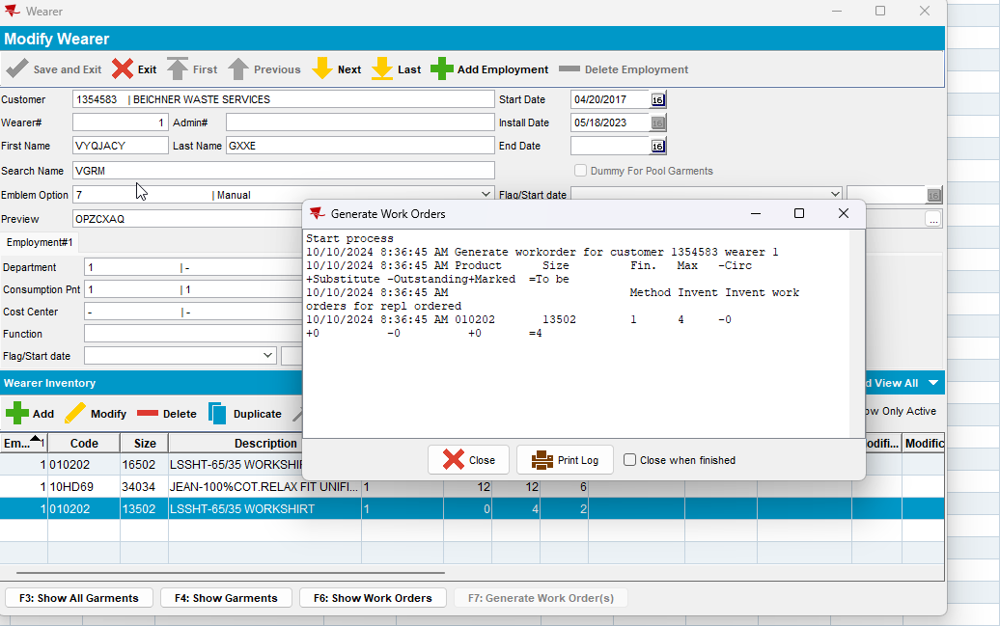 Wearer
Modify Wearer
Save and Exit Exit First Previous Next Last Add Employment Delete Employment
Customer 1354583 | BEICHNER WASTE SERVICES Start Date 04/20/2017 16
Wearer# 1 Admin# Install Date 05/18/2023 16
First Name VYQJACY Last Name GXXE End Date 16
Search Name VGRM Dummy For Pool Garments
Emblem Option 7 | Manual Flag/Start date 16
Preview OPZCXAQ ...
Employment#1
Department 1 | -
Consumption Pnt 1 | 1
Cost Center - | -
Function
Flag/Start date
Generate Work Orders
Start process
10/10/2024 8:36:45 AM Generate workorder for customer 1354583 wearer 1
10/10/2024 8:36:45 AM Product Size Fin. Max -Circ
+Substitute -Outstanding+Marked =To be
10/10/2024 8:36:45 AM Method Invent Invent work
orders for repl ordered
10/10/2024 8:36:45 AM 010202 13502 1 4 -0
+0 -0 +0 =4
Close Print Log Close when finished
Wearer Inventory d View All
Add Modify Delete Duplicate ow Only Active
Em... 1 Code Size Description odifi... Modific
1 010202 16502 LSSHT-65/35 WORKSHI
1 10HD69 34034 JEAN-100%COT.RELAX FIT UNIFI... 1 12 12 6
1 010202 13502 LSSHT-65/35 WORKSHIRT 1 0 4 2
F3: Show All Garments F4: Show Garments F6: Show Work Orders F7: Generate Work Order(s)